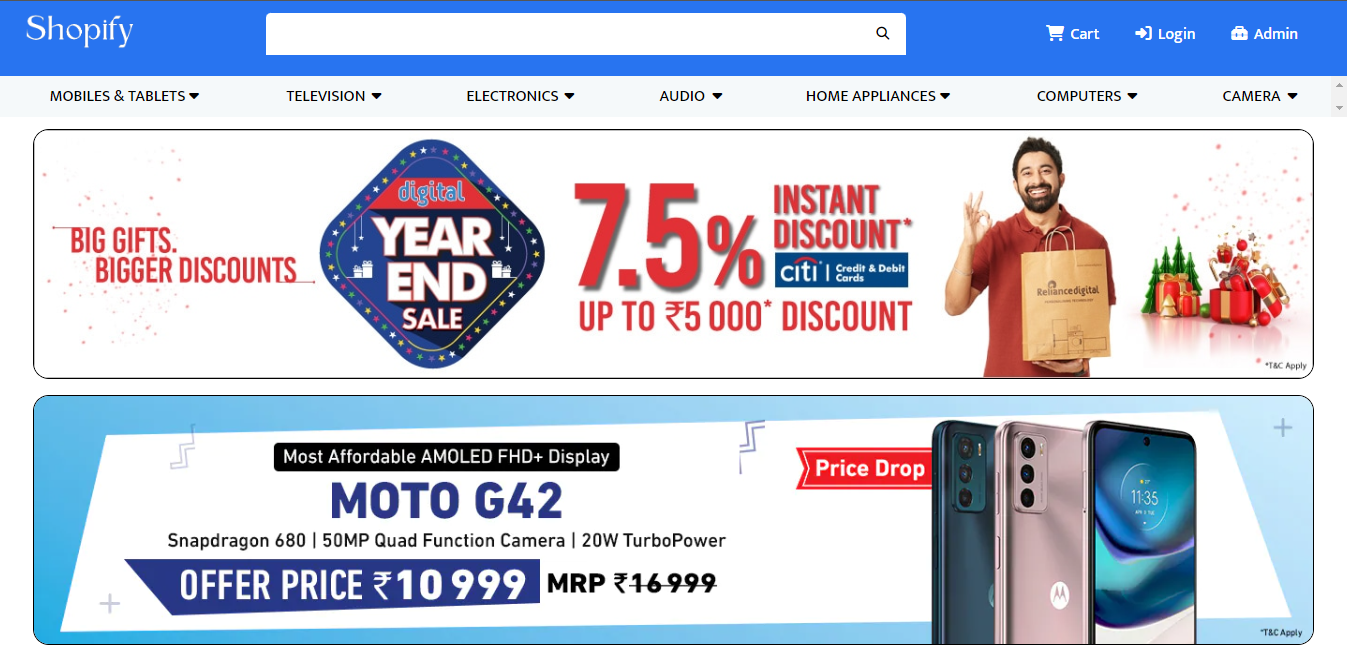 Shopify
Cart
Login
Admin
MOBILES & TABLETS
TELEVISION
ELECTRONICS
AUDIO
HOME APPLIANCES
COMPUTERS
CAMERA
BIG GIFTS.
BIGGER DISCOUNTS
digital
YEAR
END
SALE
7.5%
INSTANT
DISCOUNT*
citi | Credit & Debit
Cards
UP TO ₹5 000* DISCOUNT
Reliance digital
*T&C Apply
Most Affordable AMOLED FHD+ Display
MOTO G42
Snapdragon 680 | 50MP Quad Function Camera | 20W TurboPower
OFFER PRICE ₹10 999 MRP ₹16 999
Price Drop
11:35
*T&C Apply